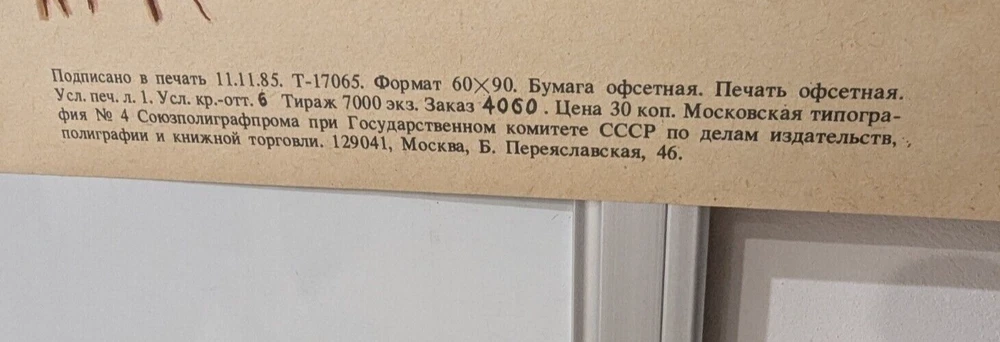 Подписано в печать 11.11.85. Т-17065. Формат 60×90. Бумага офсетная. Печать офсетная.
Усл. печ. л. 1. Усл. кр.-отт. 6 Тираж 7000 экз. Заказ 4060. Цена 30 коп. Московская типогра-
фия № 4 Союзполиграфпрома при Государственном комитете СССР по делам издательств,
полиграфии и книжной торговли. 129041, Москва, Б. Переяславская, 46.